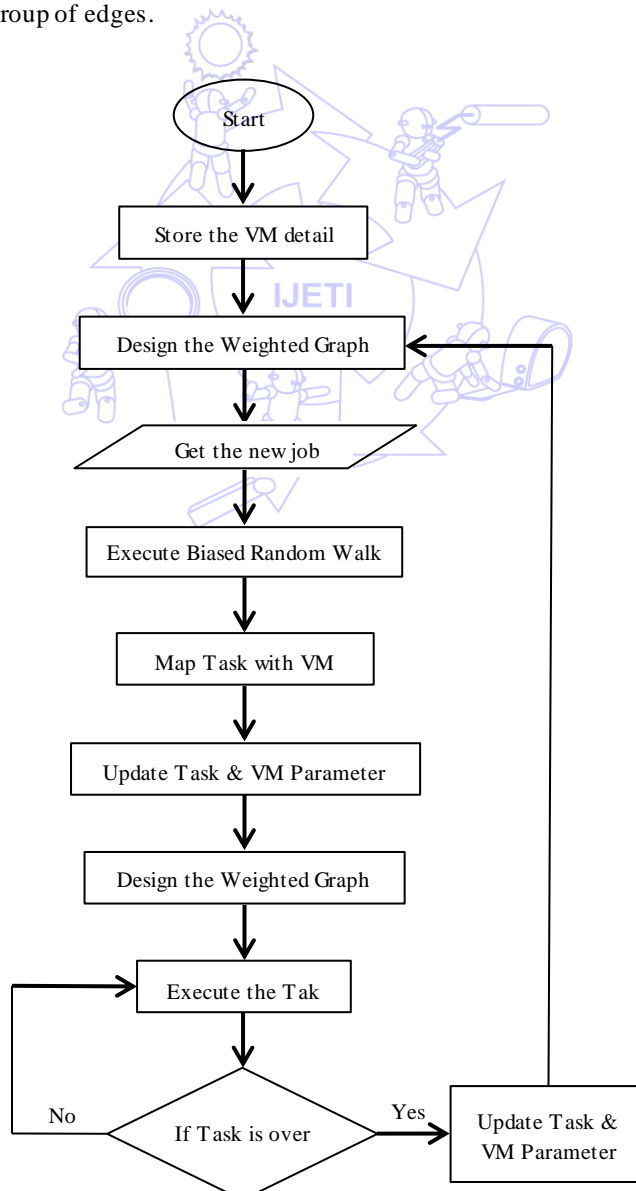 roup of edges.
Start
Store the VM detail
IJETI
Design the Weighted Graph
Get the new job
Execute Biased Random Walk
Map Task with VM
Update Task & VM Parameter
Design the Weighted Graph
Execute the Tak
No
If Task is over
Yes
Update Task &
VM Parameter